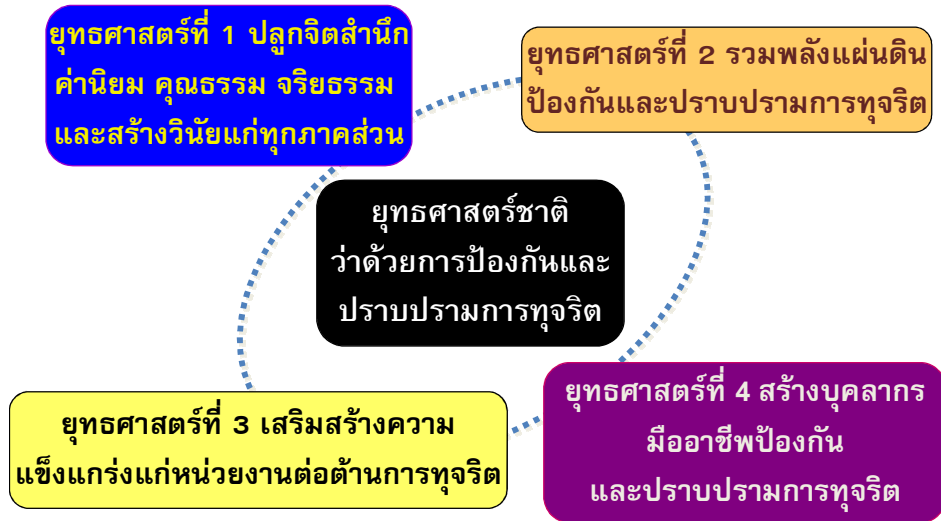 ยุทธศาสตร์ที่ 1 ปลูกจิตสำนึก
ค่านิยม คุณธรรม จริยธรรม
และสร้างวินัยแก่ทุกภาคส่วน
ยุทธศาสตร์ที่ 2 รวมพลังแผ่นดิน
ป้องกันและปราบปรามการทุจริต
ยุทธศาสตร์ชาติ
ว่าด้วยการป้องกันและ
ปราบปรามการทุจริต
ยุทธศาสตร์ที่ 3 เสริมสร้างความ
แข็งแกร่งแก่หน่วยงานต่อต้านการทุจริต
ยุทธศาสตร์ที่ 4 สร้างบุคลากร
มืออาชีพป้องกัน
และปราบปรามการทุจริต